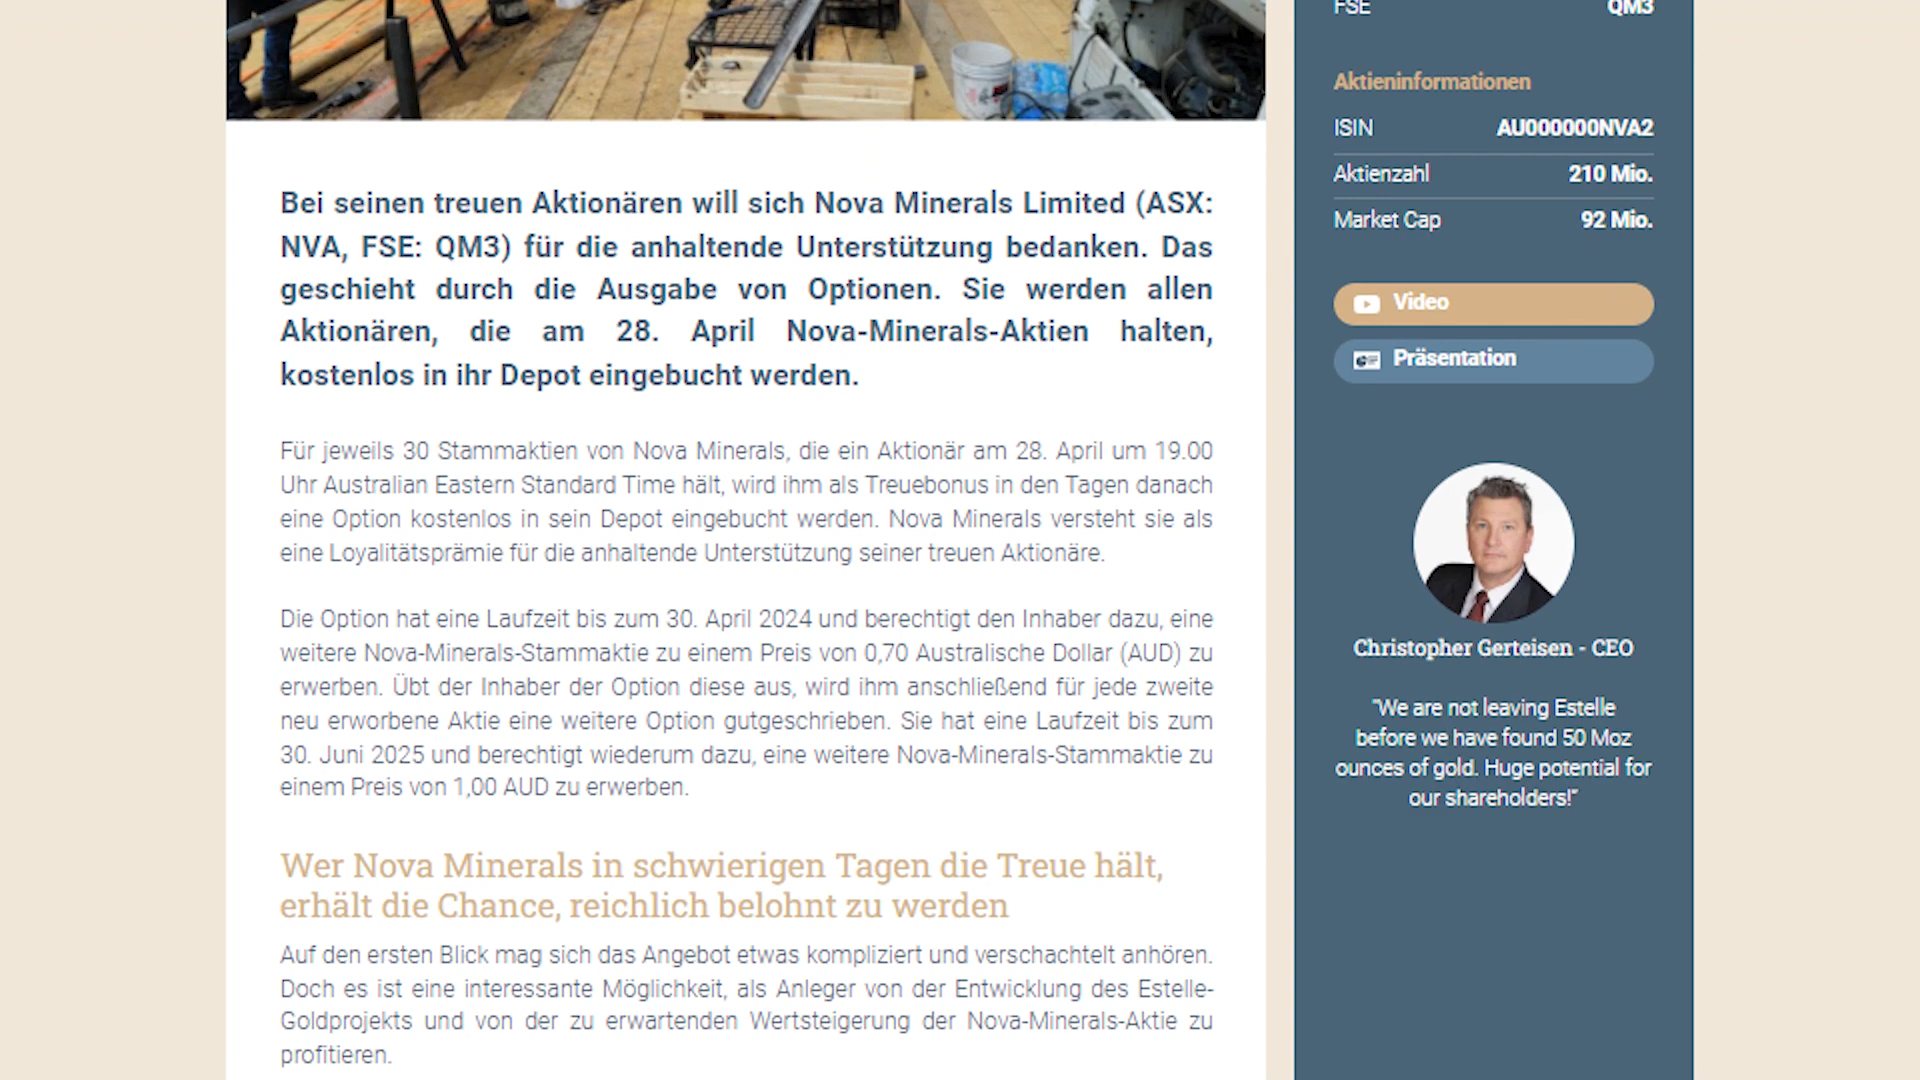 Bei seinen treuen Aktionären will sich Nova Minerals Limited (ASX:
NVA, FSE: QM3) für die anhaltende Unterstützung bedanken. Das
geschieht durch die Ausgabe von Optionen. Sie werden allen
Aktionären, die am 28. April Nova-Minerals-Aktien halten,
kostenlos in ihr Depot eingebucht werden.
Für jeweils 30 Stammaktien von Nova Minerals, die ein Aktionär am 28. April um 19.00
Uhr Australian Eastern Standard Time hält, wird ihm als Treuebonus in den Tagen danach
eine Option kostenlos in sein Depot eingebucht werden. Nova Minerals versteht sie als
eine Loyalitätsprämie für die anhaltende Unterstützung seiner treuen Aktionäre.
Die Option hat eine Laufzeit bis zum 30. April 2024 und berechtigt den Inhaber dazu, eine
weitere Nova-Minerals-Stammaktie zu einem Preis von 0,70 Australische Dollar (AUD) zu
erwerben. Übt der Inhaber der Option diese aus, wird ihm anschließend für jede zweite
neu erworbene Aktie eine weitere Option gutgeschrieben. Sie hat eine Laufzeit bis zum
30. Juni 2025 und berechtigt wiederum dazu, eine weitere Nova-Minerals-Stammaktie zu
einem Preis von 1,00 AUD zu erwerben.
Wer Nova Minerals in schwierigen Tagen die Treue hält,
erhält die Chance, reichlich belohnt zu werden
Auf den ersten Blick mag sich das Angebot etwas kompliziert und verschachtelt anhören.
Doch es ist eine interessante Möglichkeit, als Anleger von der Entwicklung des Estelle-
Goldprojekts und von der zu erwartenden Wertsteigerung der Nova-Minerals-Aktie zu
profitieren.
FSE QM3
Aktieninformationen
ISIN AU000000NVA2
Aktienzahl 210 Mio.
Market Cap 92 Mio.
Video
Präsentation
Christopher Gerteisen - CEO
"We are not leaving Estelle
before we have found 50 Moz
ounces of gold. Huge potential for
our shareholders!"